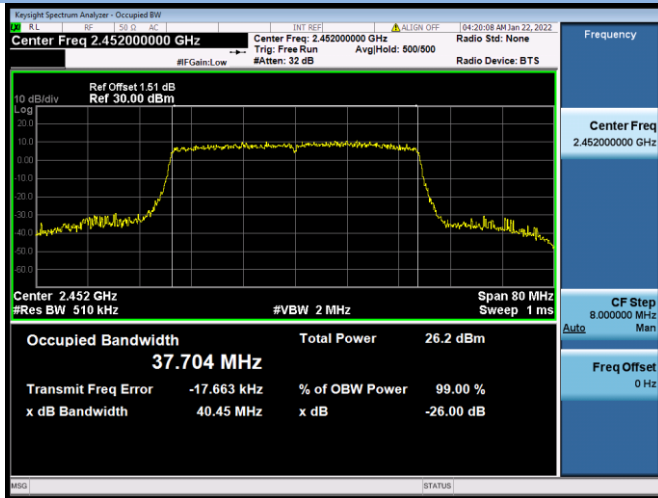 Keysight Spectrum Analyzer - Occupied BW
RL RF 50 Ω AC INT REF ALIGN OFF 04:20:08 AM Jan 22, 2022
Center Freq 2.452000000 GHz
#IFGain:Low
Center Freq: 2.452000000 GHz
Trig: Free Run Avg|Hold: 500/500
#Atten: 32 dB
Radio Std: None
Radio Device: BTS
Ref Offset 1.51 dB
10 dB/div Ref 30.00 dBm
Log
20.0
10.0
0.00
-10.0
-20.0
-30.0
-40.0
-50.0
-60.0
Center 2.452 GHz Span 80 MHz
#Res BW 510 kHz #VBW 2 MHz Sweep 1 ms
Occupied Bandwidth Total Power 26.2 dBm
37.704 MHz
Transmit Freq Error -17.663 kHz % of OBW Power 99.00 %
x dB Bandwidth 40.45 MHz x dB -26.00 dB
Frequency
Center Freq
2.452000000 GHz
CF Step
8.000000 MHz
Auto Man
Freq Offset
0 Hz
MSG STATUS